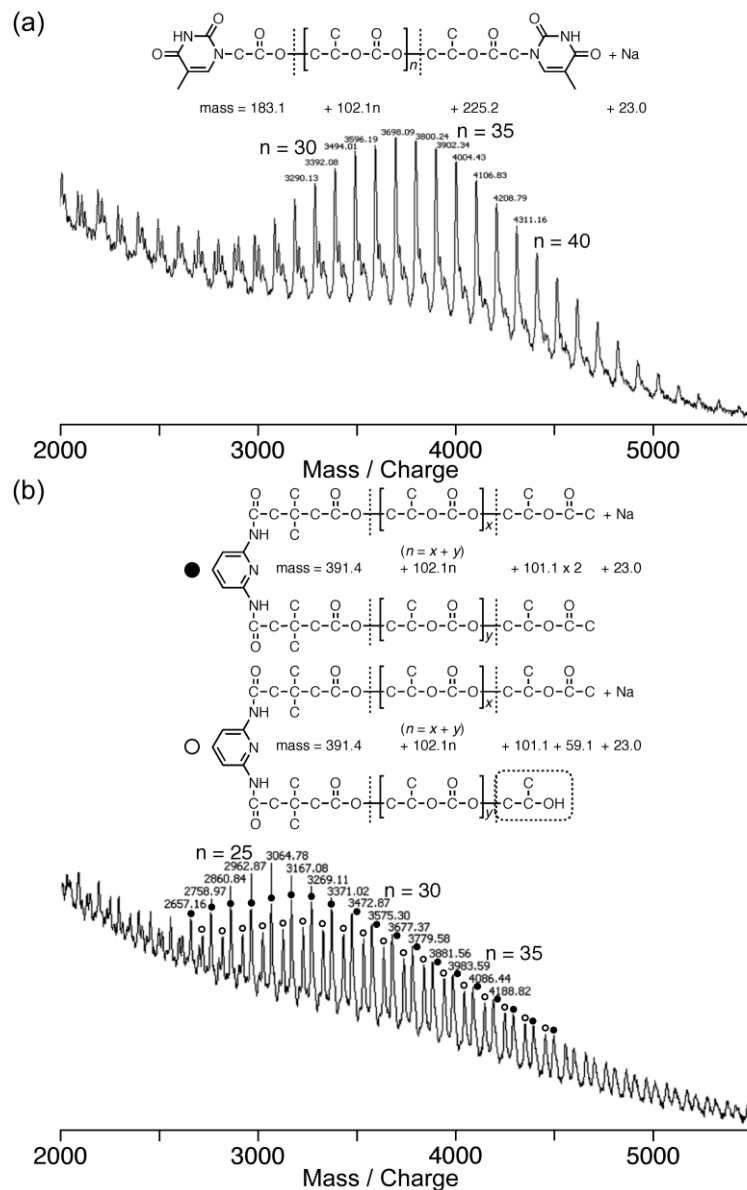 (a)
O
HN
N
O
O
C-C-O
C
C-C-O-C-O
O
n
C
C-C-O-C-C
O
N
O
NH
O
+ Na
mass = 183.1 + 102.1n + 225.2 + 23.0
n = 30
n = 35
n = 40
3290.13
3392.08
3494.01
3596.19
3698.09
3800.24
3902.34
4004.43
4106.83
4208.79
4311.16
2000 3000 4000 5000
Mass / Charge
(b)
O C O C O C O
C-C-C-C-C-O C-C-O-C-O C-C-O-C-C + Na
NH C x
(n = x + y)
N mass = 391.4 + 102.1n + 101.1 x 2 + 23.0
NH C O C O C O
C-C-C-C-C-O C-C-O-C-O C-C-O-C-C
O C y
O C O C O C O
C-C-C-C-C-O C-C-O-C-O C-C-O-C-C + Na
NH C x
(n = x + y)
N mass = 391.4 + 102.1n + 101.1 + 59.1 + 23.0
NH C O C O C
C-C-C-C-C-O C-C-O-C-O C-C-OH
O C y
n = 25
n = 30
n = 35
2657.16
2758.97
2860.84
2962.87
3064.78
3167.08
3269.11
3371.02
3472.87
3575.30
3677.37
3779.58
3881.56
3983.59
4086.44
4188.82
2000 3000 4000 5000
Mass / Charge